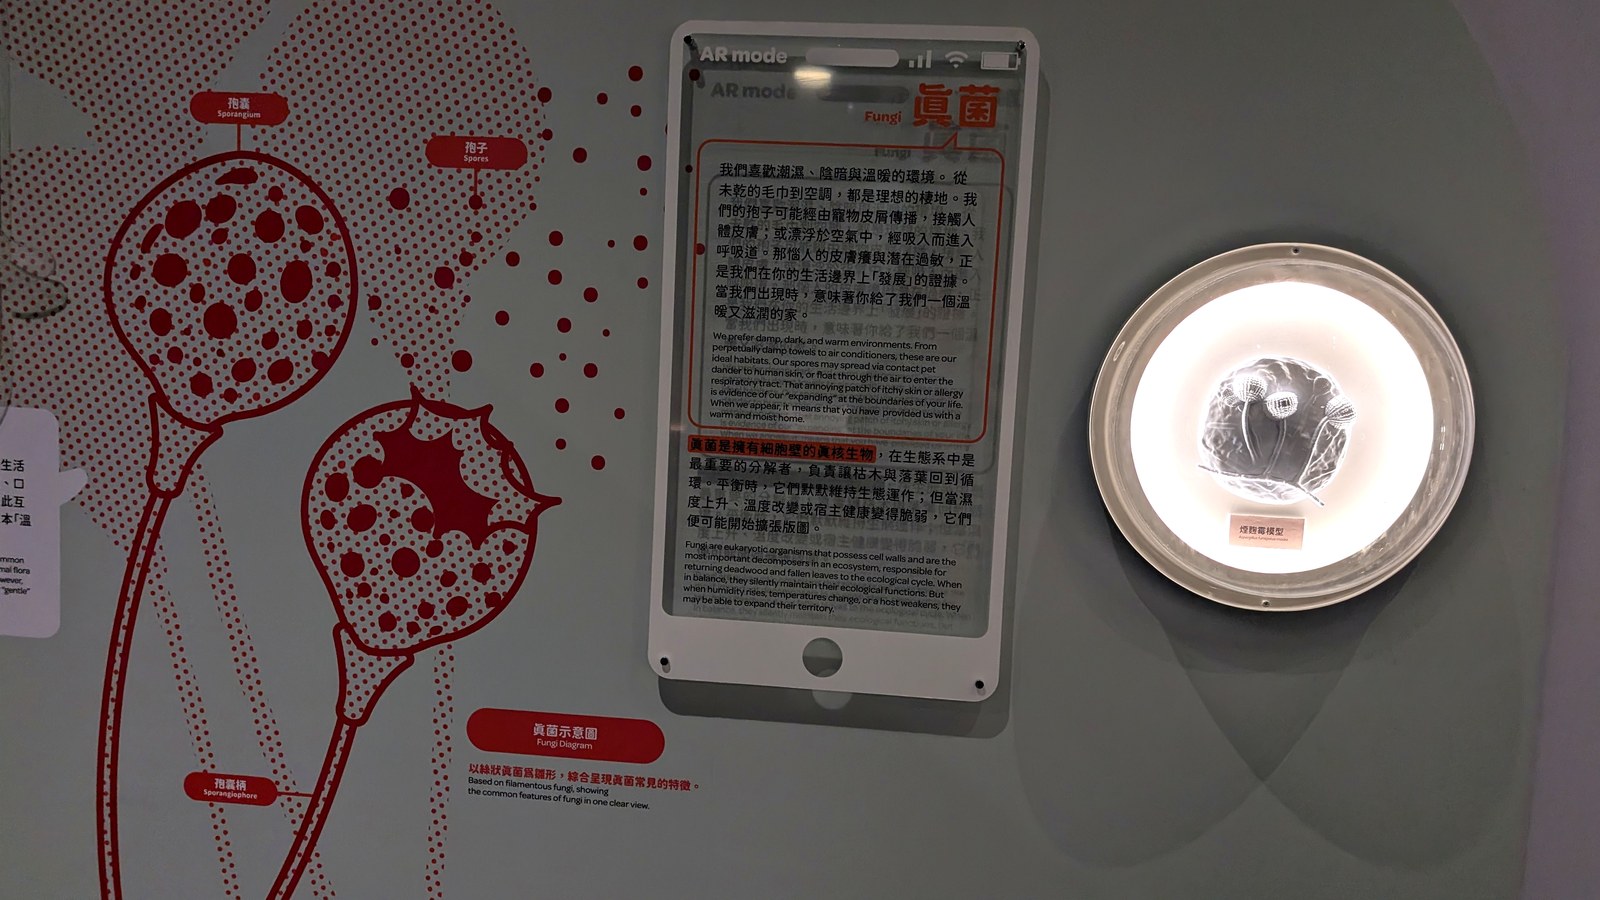 孢囊
Sporangium
孢子
Spores
生活
、口
此互
本「溫
mmon
mal flora
wever,
"gentle"
孢囊柄
Sporangiophore
真菌示意圖
Fungi Diagram
以絲狀真菌為雛形，綜合呈現真菌常見的特徵。
Based on filamentous fungi, showing
the common features of fungi in one clear view.
AR mode
Fungi 真菌
我們喜歡潮濕、陰暗與溫暖的環境。從
未乾的毛巾到空調，都是理想的棲地。我
們的孢子可能經由寵物皮屑傳播，接觸人
體皮膚；或漂浮於空氣中，經吸入而進入
呼吸道。那惱人的皮膚癢與潛在過敏，正
是我們在你的生活邊界上「發展」的證據。
當我們出現時，意味著你給了我們一個溫
暖又滋潤的家。
We prefer damp, dark, and warm environments. From
perpetually damp towels to air conditioners, these are our
ideal habitats. Our spores may spread via contact pet
dander to human skin, or float through the air to enter the
respiratory tract. That annoying patch of itchy skin or allergy
is evidence of our "expanding" at the boundaries of your life.
When we appear, it means that you have provided us with a
warm and moist home.
真菌是擁有細胞壁的真核生物，在生態系中是
最重要的分解者，負責讓枯木與落葉回到循
環。平衡時，它們默默維持生態運作；但當濕
度上升、溫度改變或宿主健康變得脆弱，它們
便可能開始擴張版圖。
Fungi are eukaryotic organisms that possess cell walls and are the
most important decomposers in an ecosystem, responsible for
returning deadwood and fallen leaves to the ecological cycle. When
in balance, they silently maintain their ecological functions. But
when humidity rises, temperatures change, or a host weakens, they
may be able to expand their territory.
煙麴霉模型